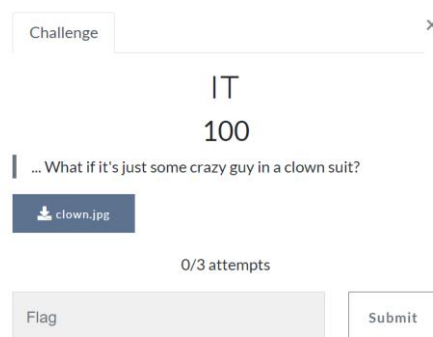 Challenge
×
IT
100
... What if it's just some crazy guy in a clown suit?
clown.jpg
0/3 attempts
Flag
Submit